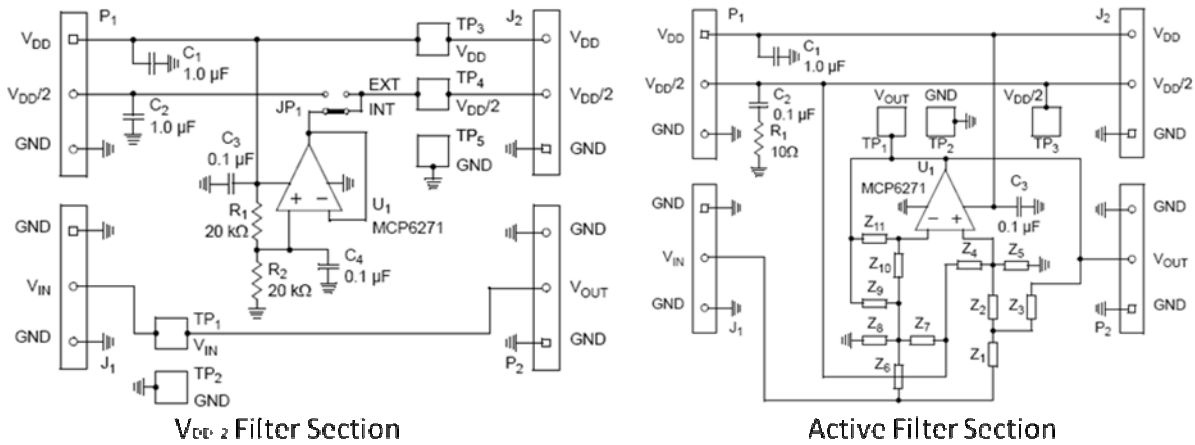 P1
VDD
C1
1.0 µF
VDD/2
C2
1.0 µF
GND
C3
0.1 µF
JP1
EXT
INT
TP3
VDD
TP4
VDD/2
TP5
GND
J2
VDD
VDD/2
GND
U1
MCP6271
+
−
R1
20 kΩ
R2
20 kΩ
C4
0.1 µF
GND
VIN
GND
J1
TP1
VIN
TP2
GND
GND
VOUT
GND
P2
Filter Section
P1
VDD
C1
1.0 µF
VDD/2
C2
0.1 µF
R1
10Ω
GND
VOUT
TP1
GND
TP2
VDD/2
TP3
J2
VDD
VDD/2
GND
U1
MCP6271
−
+
C3
0.1 µF
Z11
Z10
Z9
Z8
Z7
Z6
Z4
Z5
Z2
Z3
Z1
GND
VIN
GND
J1
GND
VOUT
GND
P2
Active Filter Section